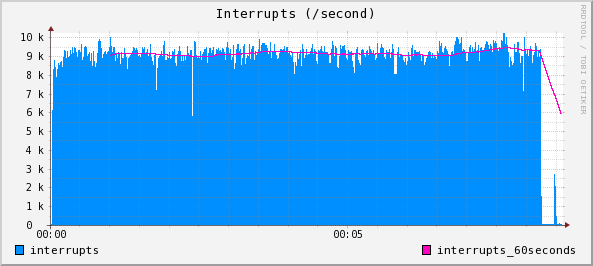 Interrupts (/second)
RRDTOOL / TOBI OETIKER
10 k
9 k
8 k
7 k
6 k
5 k
4 k
3 k
2 k
1 k
0
00:00 00:05
interrupts interrupts_60seconds